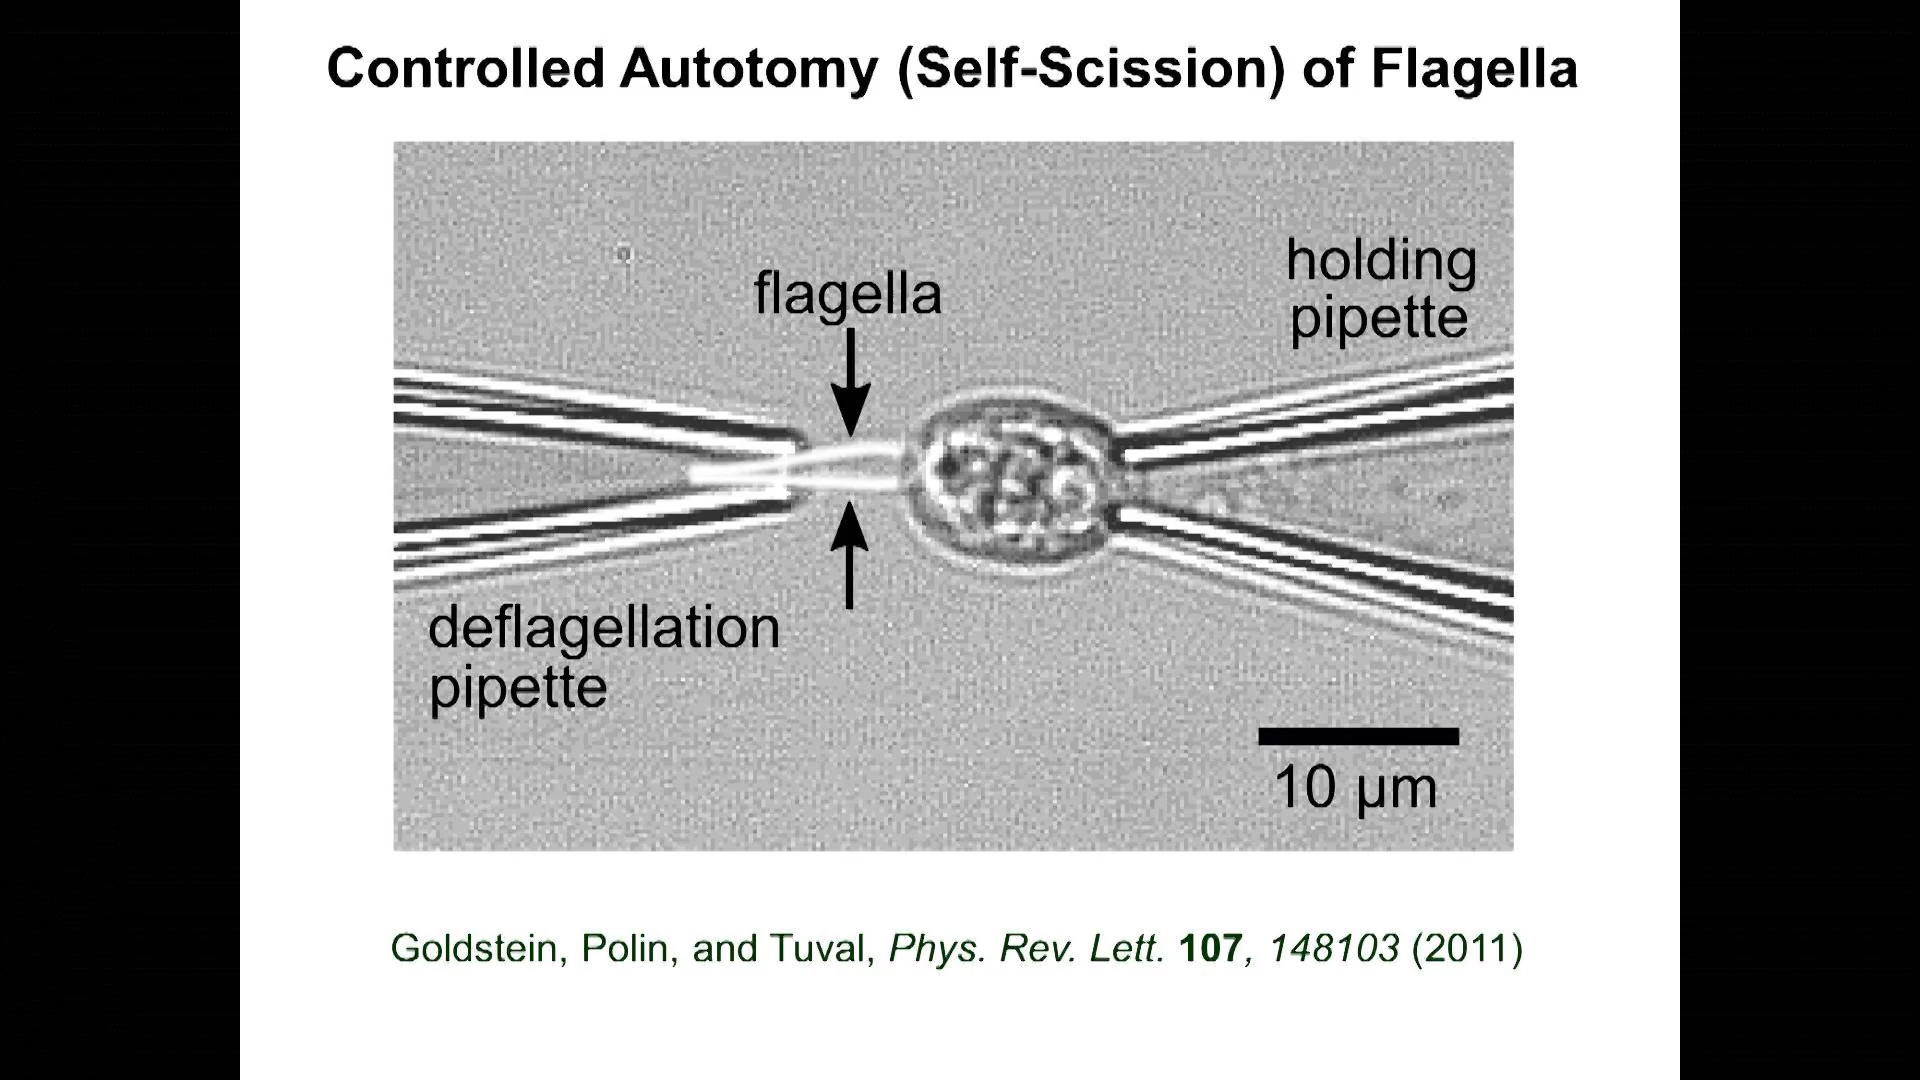 Controlled Autotomy (Self-Scission) of Flagella
holding
pipette
flagella
deflagellation
pipette
10 μm
Goldstein, Polin, and Tuval, Phys. Rev. Lett. 107, 148103 (2011)